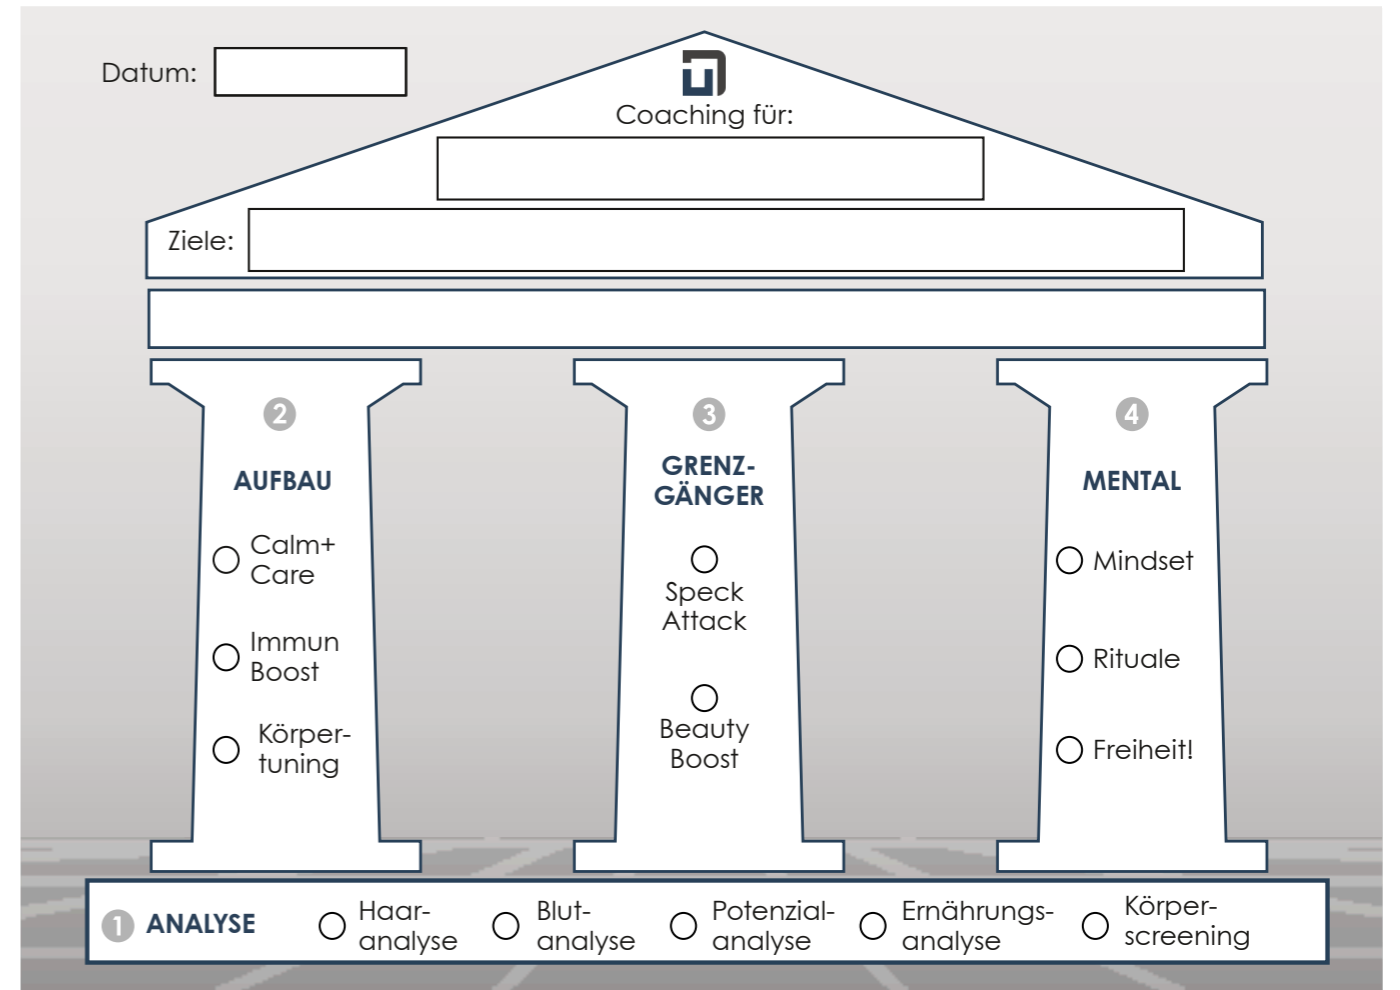 Datum:
Coaching für:
Ziele:
2
AUFBAU
Calm+
Care
Immun
Boost
Körper-
tuning
3
GRENZ-
GÄNGER
Speck
Attack
Beauty
Boost
4
MENTAL
Mindset
Rituale
Freiheit!
1 ANALYSE
Haar-
analyse
Blut-
analyse
Potenzial-
analyse
Ernährungs-
analyse
Körper-
screening